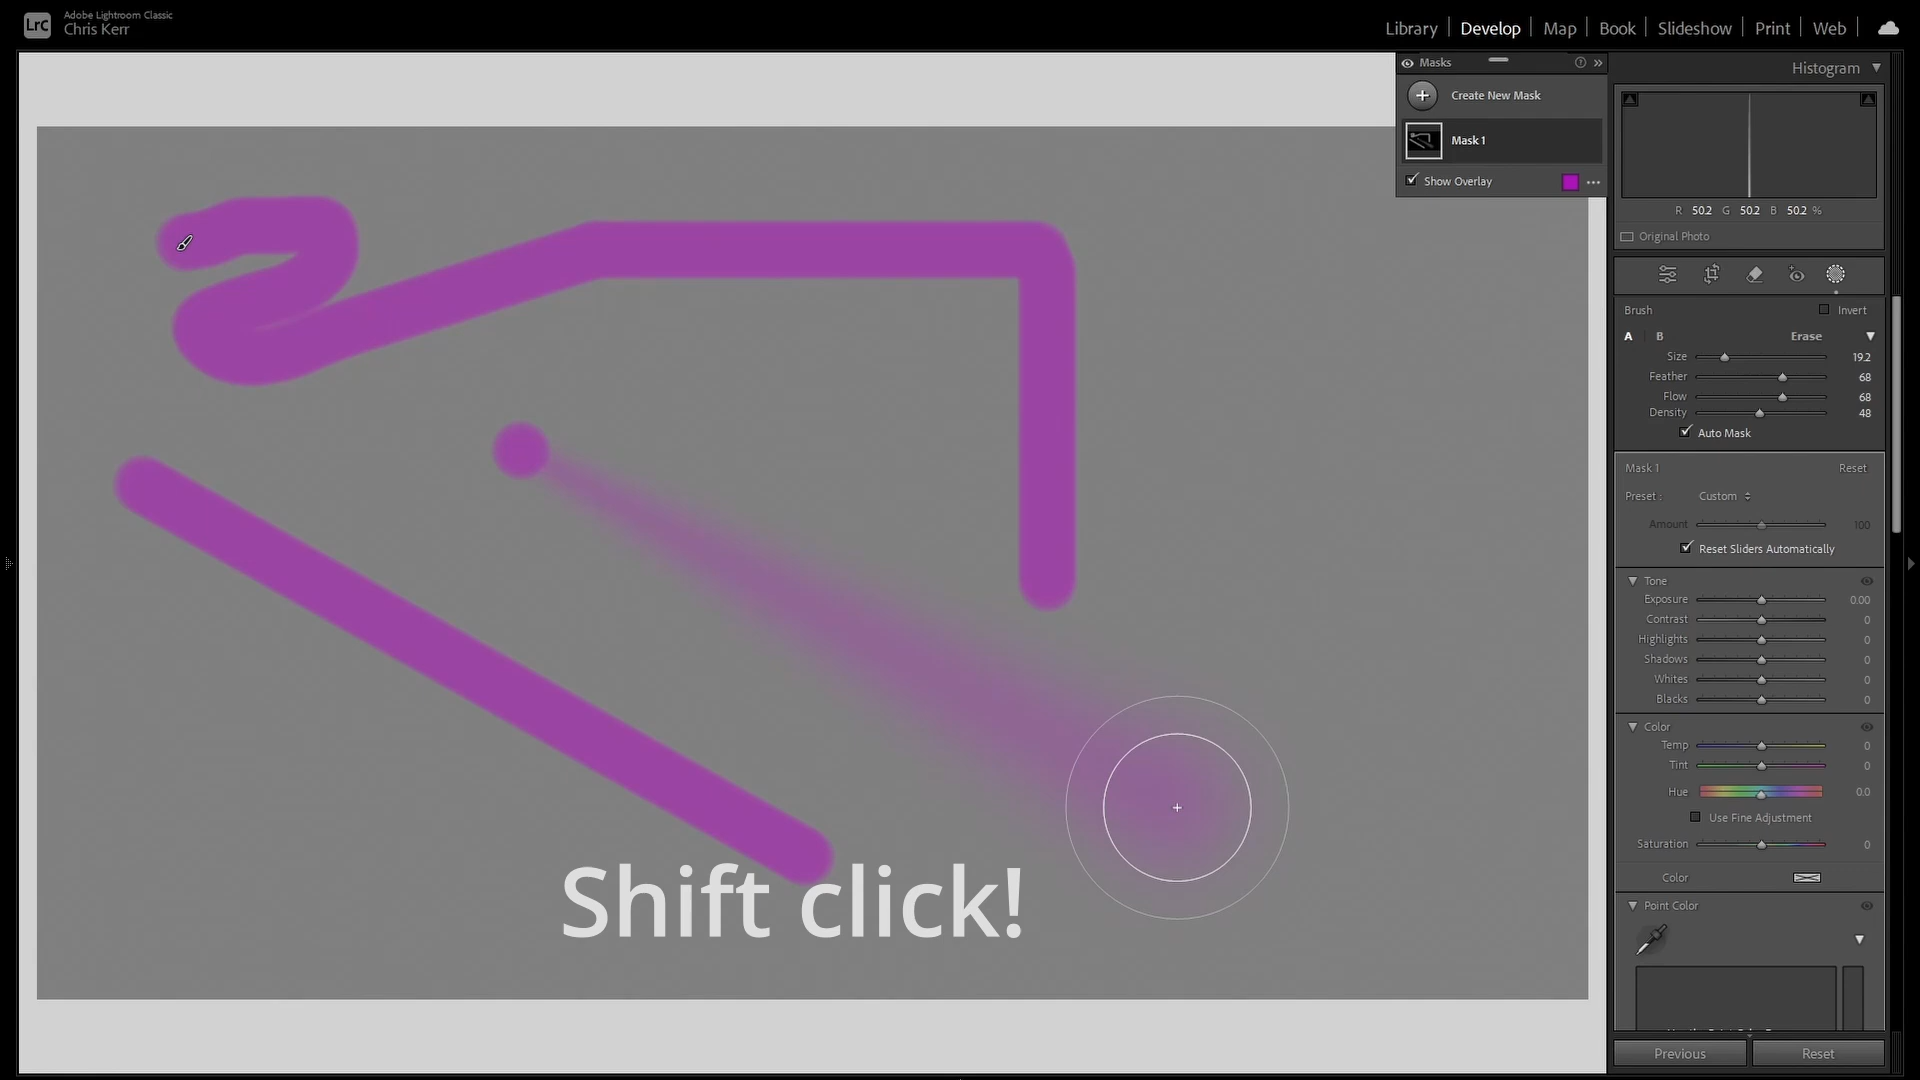 LrC
Adobe Lightroom Classic
Chris Kerr
Library
Develop
Map
Book
Slideshow
Print
Web
Masks
Create New Mask
Mask 1
Show Overlay
Histogram
R 50.2 G 50.2 B 50.2 %
Original Photo
Brush
Invert
A B Erase
Size 19.2
Feather 68
Flow 68
Density 48
Auto Mask
Mask 1 Reset
Preset : Custom
Amount 100
Reset Sliders Automatically
Tone
Exposure 0.00
Contrast 0
Highlights 0
Shadows 0
Whites 0
Blacks 0
Color
Temp 0
Tint 0
Hue 0.0
Use Fine Adjustment
Saturation 0
Color
Point Color
Shift click!
Previous
Reset